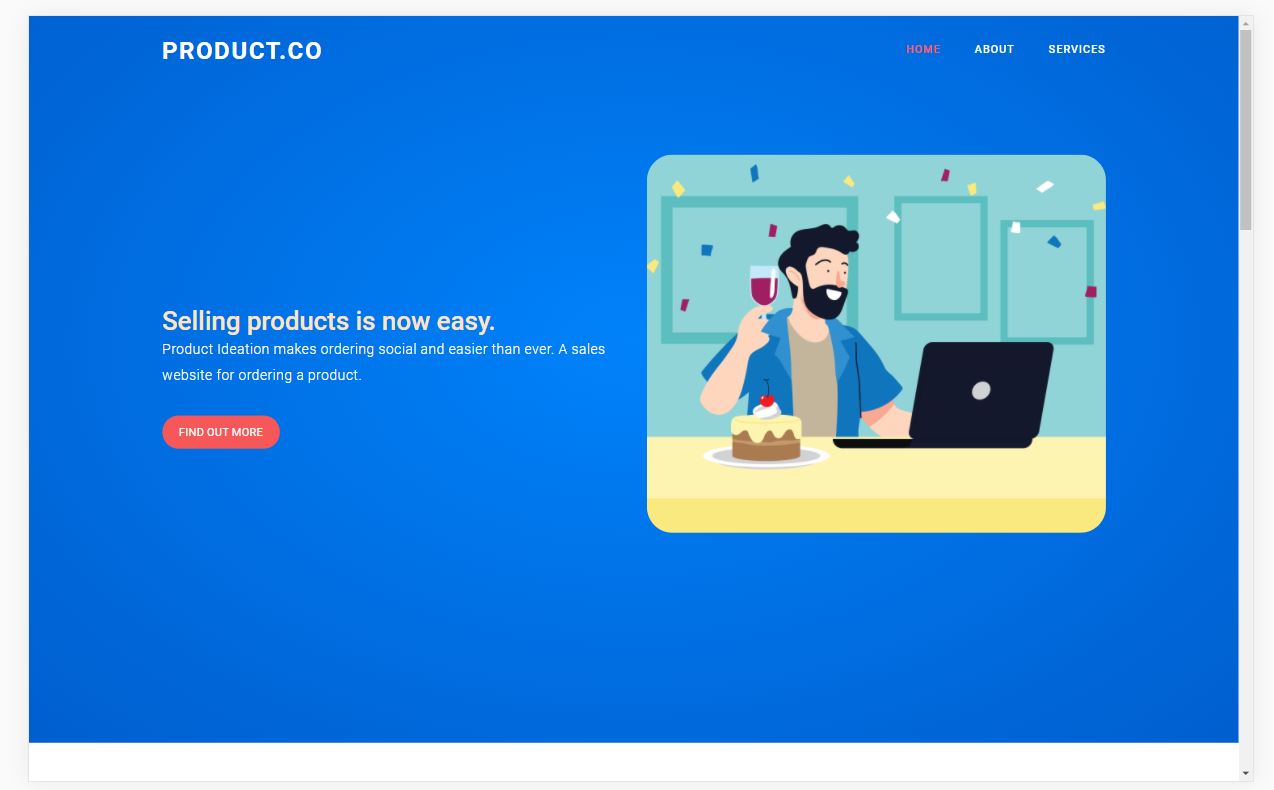 PRODUCT.CO
HOME ABOUT SERVICES
Selling products is now easy.
Product Ideation makes ordering social and easier than ever. A sales
website for ordering a product.
FIND OUT MORE